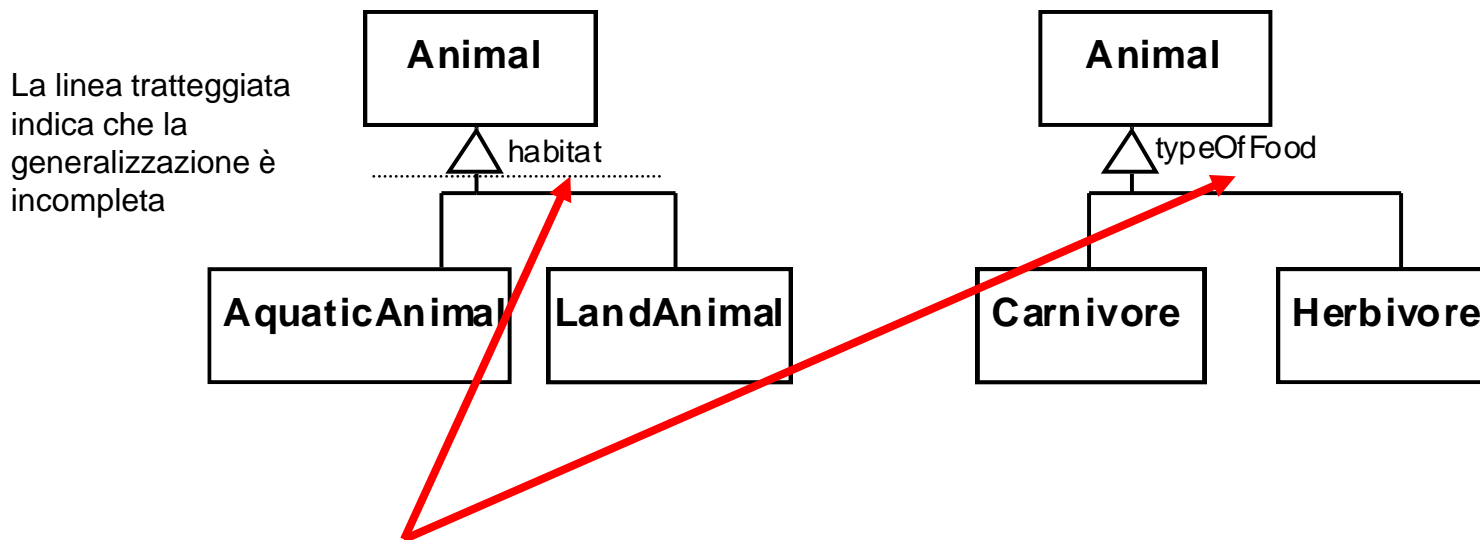 La linea tratteggiata
indica che la
generalizzazione è
incompleta
Animal
habitat
AquaticAnimal
LandAnimal
Animal
typeOfFood
Carnivore
Herbivore